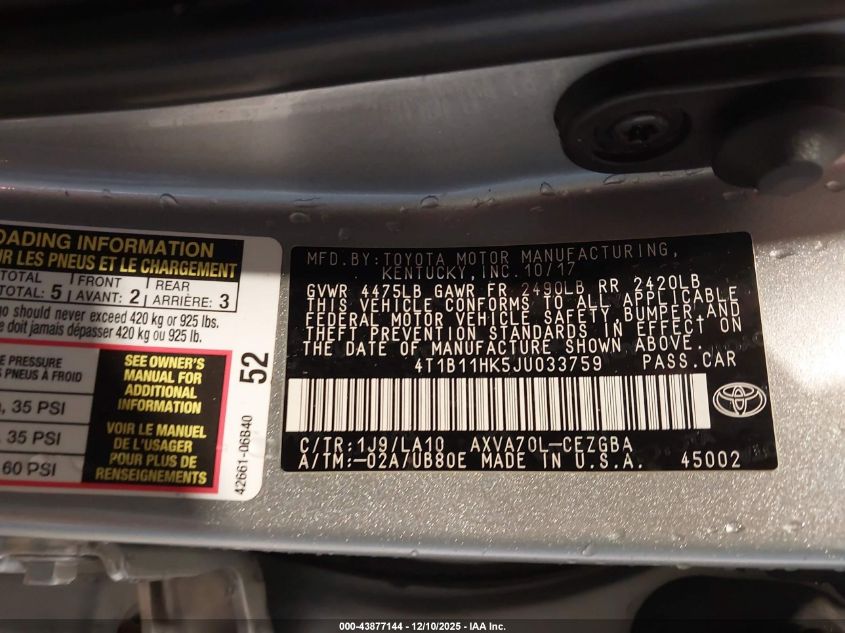 OADING INFORMATION
UR LES PNEUS ET LE CHARGEMENT
TOTAL FRONT REAR
TOTAL: 5 AVANT: 2 ARRIÈRE: 3
o should never exceed 420 kg or 925 lbs.
e doit jamais dépasser 420 kg ou 925 lb.
E PRESSURE
S PNEUS À FROID
, 35 PSI
, 35 PSI
60 PSI
SEE OWNER'S
MANUAL FOR
ADDITIONAL
INFORMATION
VOIR LE MANUEL
DE L'USAGER
POUR PLUS DE
RENSEIGNEMENTS
52
42661-06B40
MFD.BY:TOYOTA MOTOR MANUFACTURING,
KENTUCKY,INC.10/17
GVWR 4475LB GAWR FR 2490LB RR 2420LB
THIS VEHICLE CONFORMS TO ALL APPLICABLE
FEDERAL MOTOR VEHICLE SAFETY,BUMPER,AND
THEFT PREVENTION STANDARDS IN EFFECT ON
THE DATE OF MANUFACTURE SHOWN ABOVE.
4T1B11HK5JU033759 PASS.CAR
C/TR:1J9/LA10 AXVA70L-CEZGBA
A/TM:-02A/UB80E MADE IN U.S.A. 45002
000-43877144 - 12/10/2025 - IAA Inc.